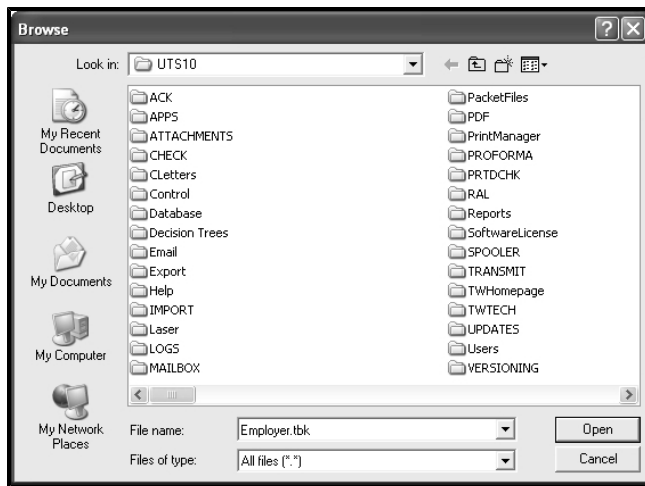 Browse
Look in: UTS10
My Recent
Documents
Desktop
My Documents
My Computer
My Network
Places
ACK
APPS
ATTACHMENTS
CHECK
CLetters
Control
Database
Decision Trees
Email
Export
Help
IMPORT
Laser
LOGS
MAILBOX
PacketFiles
PDF
PrintManager
PROFORMA
PRTDCHK
RAL
Reports
SoftwareLicense
SPOOLER
TRANSMIT
TWHomepage
TWTECH
UPDATES
Users
VERSIONING
File name: Employer.tbk Open
Files of type: All files (*.*) Cancel